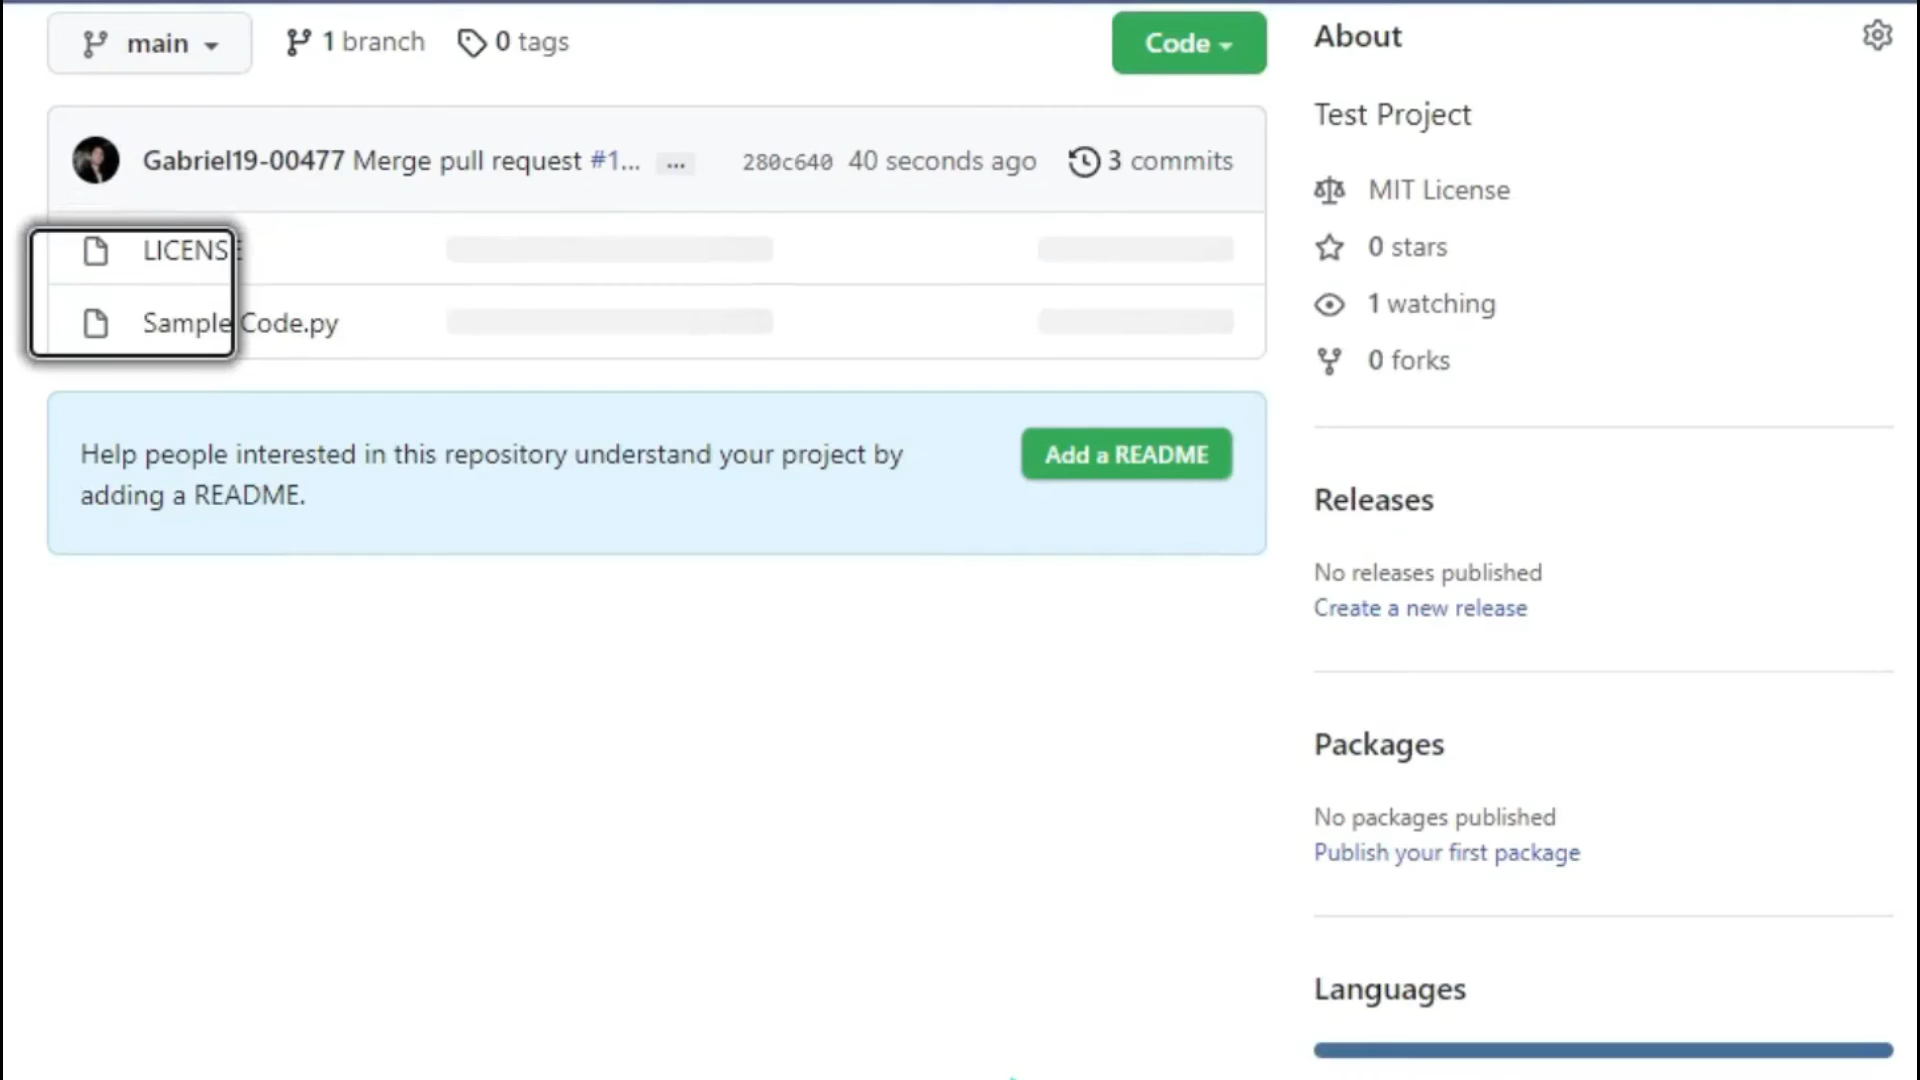 main
1 branch
0 tags
Code
Gabriel19-00477 Merge pull request #1...
...
280c640 40 seconds ago
3 commits
LICENSE
Sample Code.py
Help people interested in this repository understand your project by
adding a README.
Add a README
About
Test Project
MIT License
0 stars
1 watching
0 forks
Releases
No releases published
Create a new release
Packages
No packages published
Publish your first package
Languages